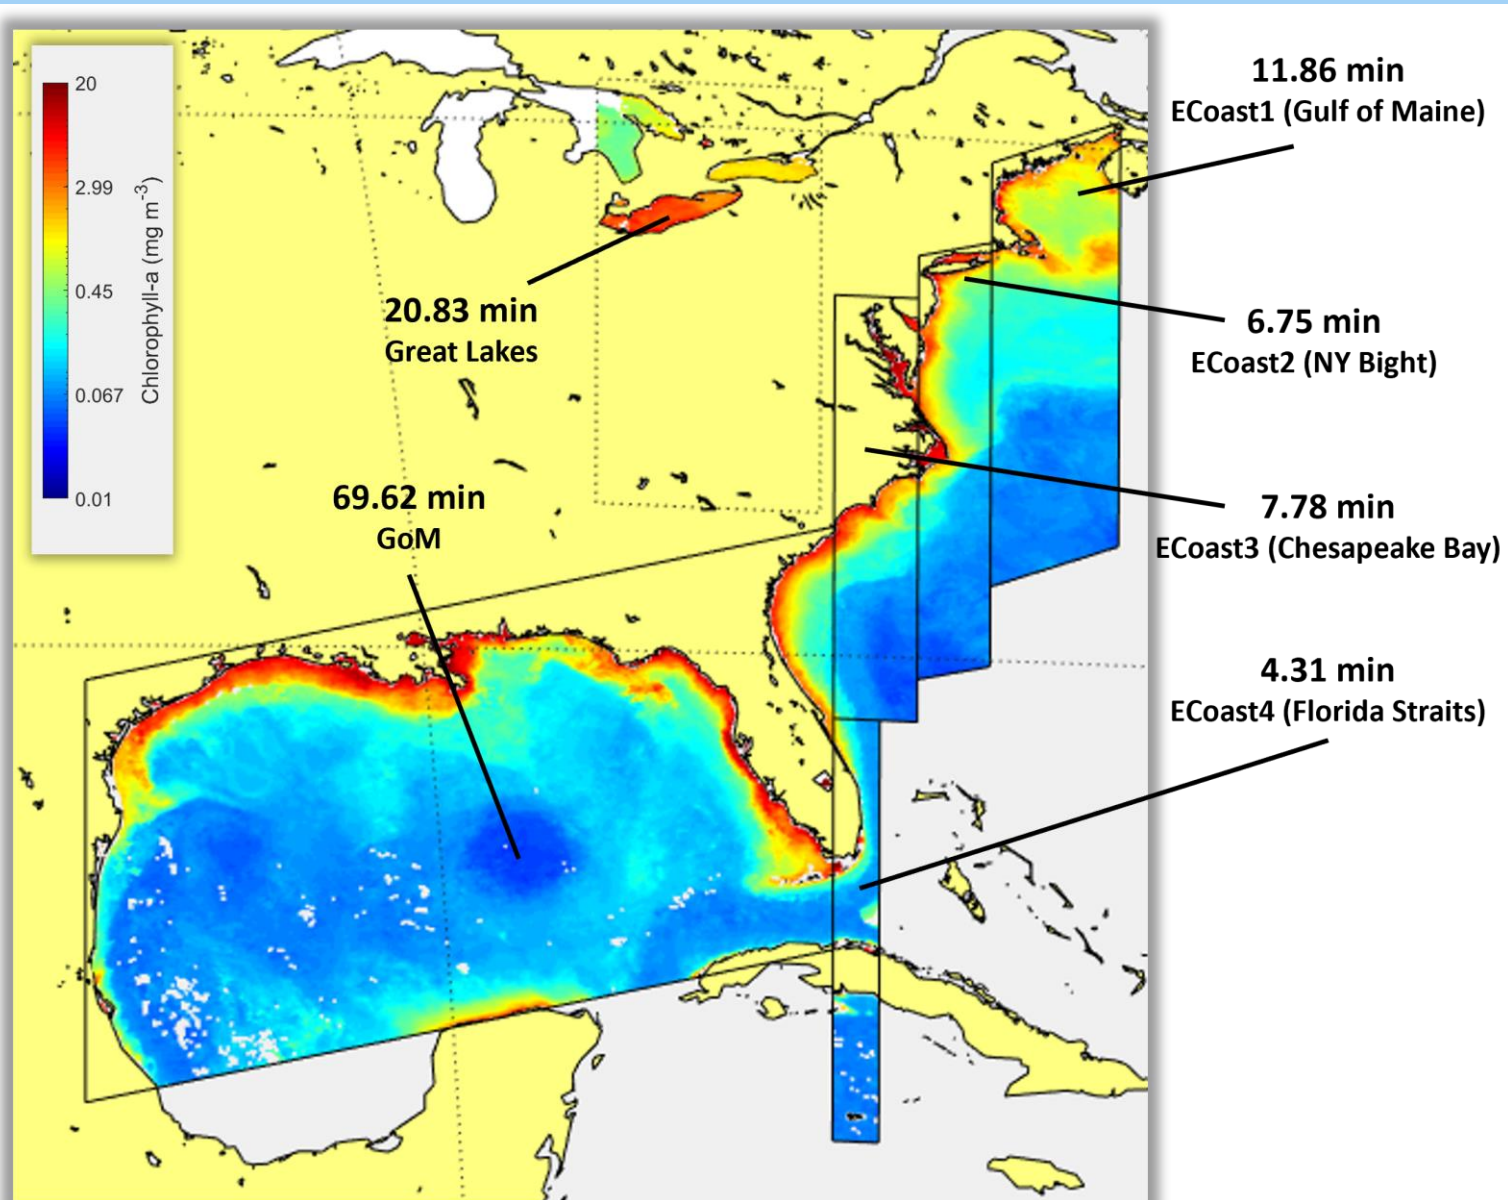 20
2.99
0.45
0.067
0.01
Chlorophyll-a (mg m⁻³)
11.86 min
ECoast1 (Gulf of Maine)
20.83 min
Great Lakes
6.75 min
ECoast2 (NY Bight)
69.62 min
GoM
7.78 min
ECoast3 (Chesapeake Bay)
4.31 min
ECoast4 (Florida Straits)